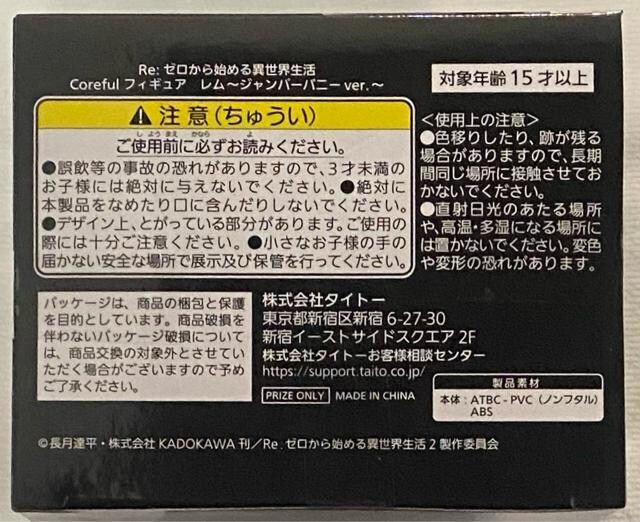 Re: ゼロから始める異世界生活
Coreful フィギュア レム～ジャンパーバニー ver.～
対象年齢 15 才以上
⚠注意(ちゅうい)
ご使用前に必ずお読みください。
●誤飲等の事故の恐れがありますので、3才未満の
お子様には絶対に与えないでください。●絶対に
本製品をなめたり口に含んだりしないでください。
●デザイン上、とがっている部分があります。ご使用の
際には十分ご注意ください。●小さなお子様の手の
届かない安全な場所で展示及び保管を行ってください。
<使用上の注意>
●色移りしたり、跡が残る
場合がありますので、長期
間同じ場所に接触させてお
かないでください。
●直射日光のあたる場所
や、高温・多湿になる場所に
は置かないでください。変色
や変形の恐れがあります。
パッケージは、商品の梱包と保護
を目的としています。商品破損を
伴わないパッケージ破損について
は、商品交換の対象外とさせてい
ただく場合がございますので予め
ご了承ください。
株式会社タイトー
東京都新宿区新宿 6-27-30
新宿イーストサイドスクエア 2F
株式会社タイトーお客様相談センター
https://support.taito.co.jp/
PRIZE ONLY MADE IN CHINA
製品素材
本体：ATBC-PVC (ノンフタル)
ABS
©長月達平・株式会社 KADOKAWA 刊／Re: ゼロから始める異世界生活 2 製作委員会